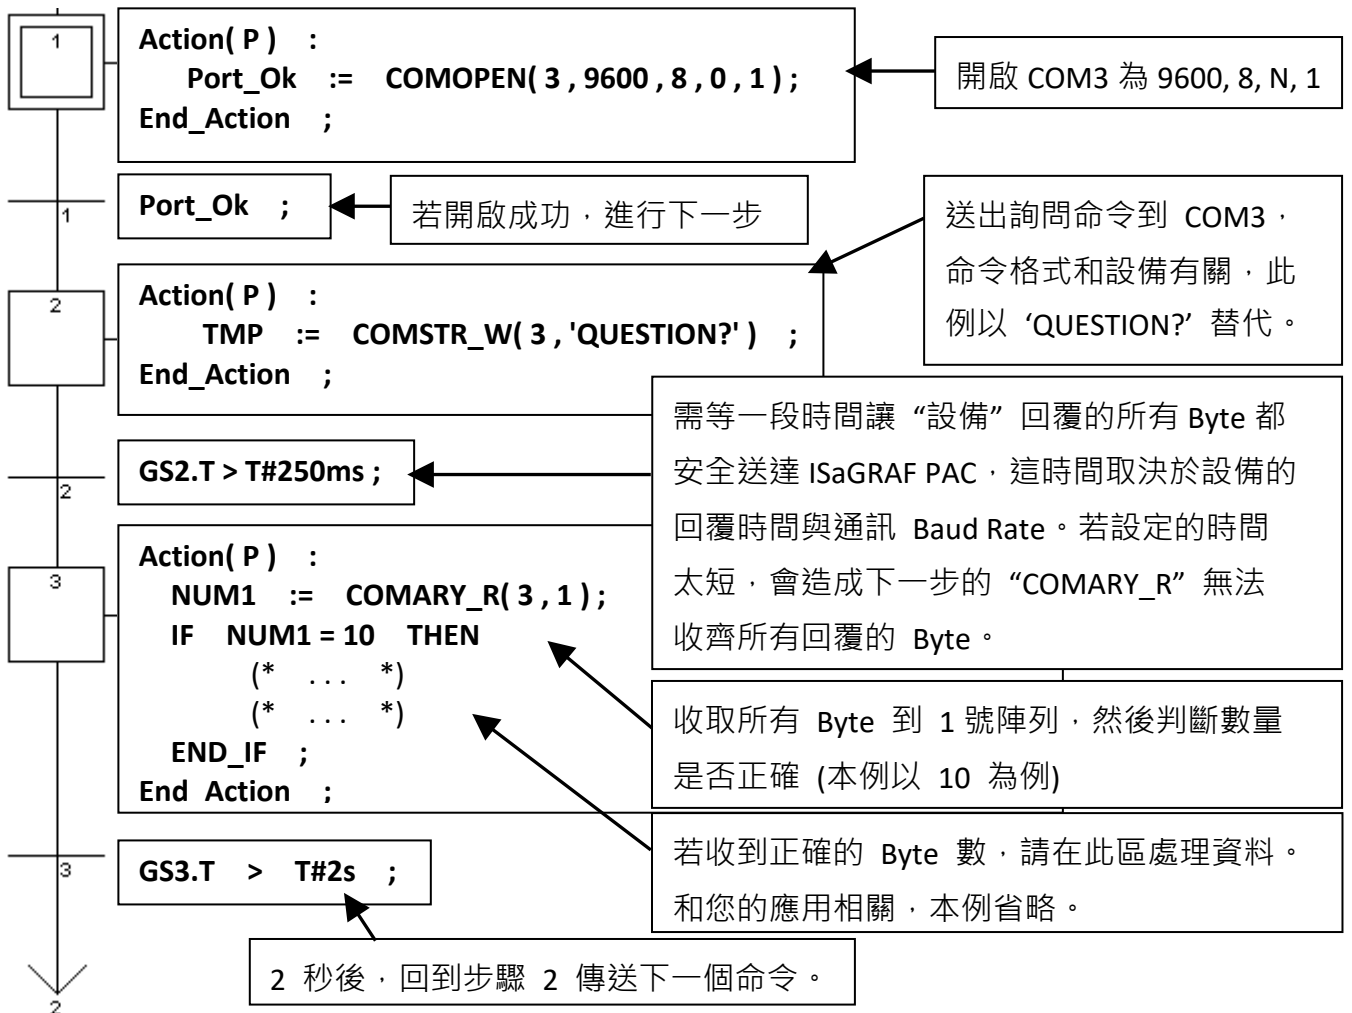 1
Action( P ) :
Port_Ok := COMOPEN( 3 , 9600 , 8 , 0 , 1 ) ;
End_Action ;
開啟 COM3 為 9600, 8, N, 1
1
Port_Ok ;
若開啟成功，進行下一步
送出詢問命令到 COM3，
命令格式和設備有關，此
例以 ‘QUESTION?’ 替代。
2
Action( P ) :
TMP := COMSTR_W( 3 , 'QUESTION?' ) ;
End_Action ;
2
GS2.T > T#250ms ;
需等一段時間讓 “設備” 回覆的所有 Byte 都
安全送達 ISaGRAF PAC，這時間取決於設備的
回覆時間與通訊 Baud Rate。若設定的時間
太短，會造成下一步的 “COMARY_R” 無法
收齊所有回覆的 Byte。
3
Action( P ) :
NUM1 := COMARY_R( 3 , 1 ) ;
IF NUM1 = 10 THEN
(* ... *)
(* ... *)
END_IF ;
End Action ;
收取所有 Byte 到 1 號陣列，然後判斷數量
是否正確 (本例以 10 為例)
若收到正確的 Byte 數，請在此區處理資料。
和您的應用相關，本例省略。
3
GS3.T > T#2s ;
2 秒後，回到步驟 2 傳送下一個命令。
2